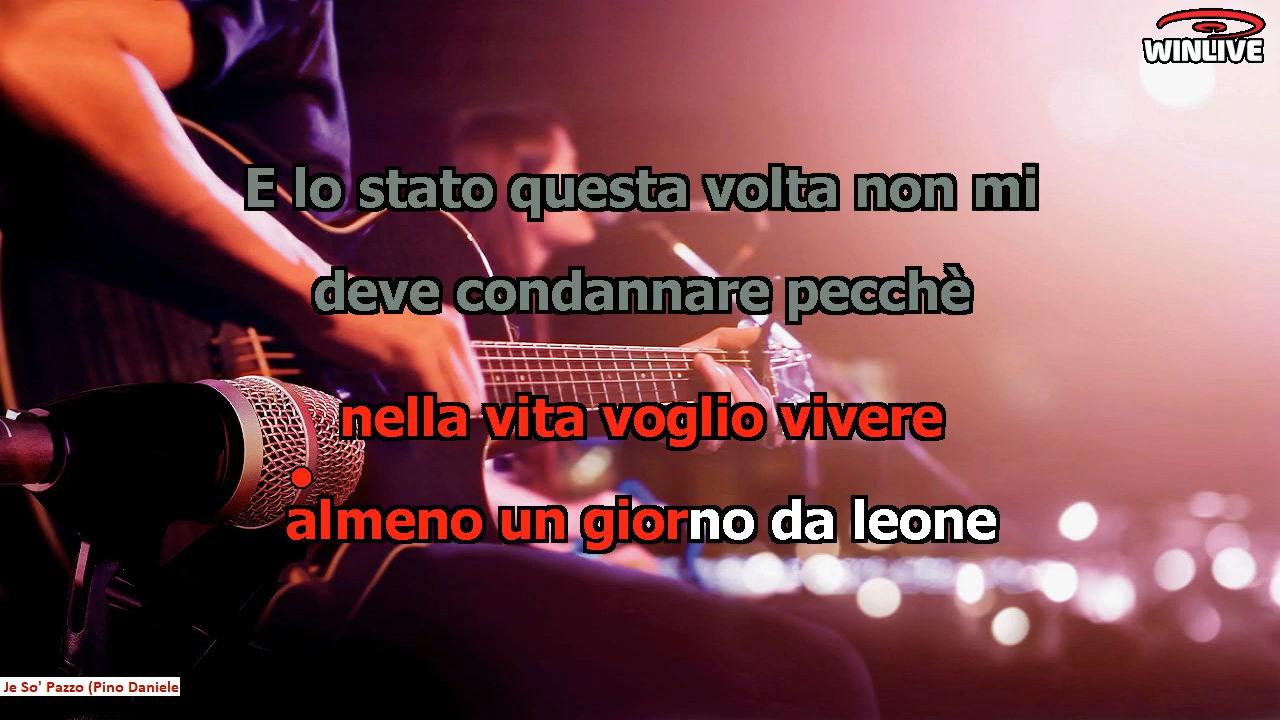 WINLIVE
E lo stato questa volta non mi
deve condannare pecchè
nella vita voglio vivere
almeno un giorno da leone
Je So' Pazzo (Pino Daniele